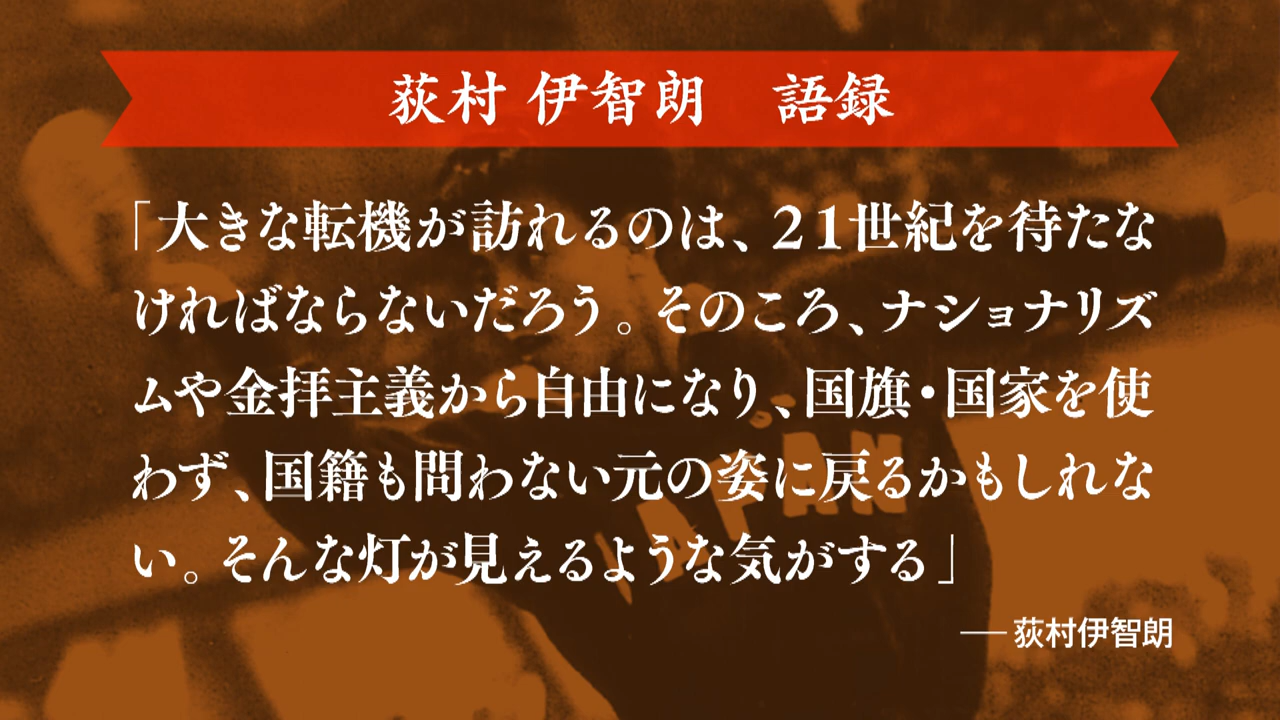 荻村 伊智朗　語録
「大きな転機が訪れるのは、２１世紀を待たな
ければならないだろう。そのころ、ナショナリズ
ムや金拝主義から自由になり、国旗・国家を使
わず、国籍も問わない元の姿に戻るかもしれな
い。そんな灯が見えるような気がする」
JAPAN
── 荻村伊智朗